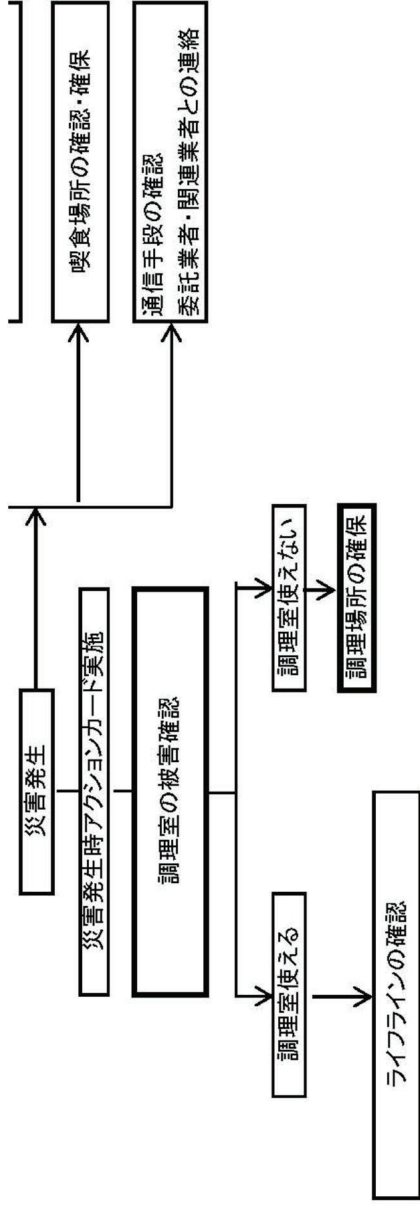 災害発生
災害発生時アクションカード実施
調理室の被害確認
調理室使える
調理室使えない
ライフラインの確認
調理場所の確保
喫食場所の確認・確保
通信手段の確認
委託業者・関連業者との連絡